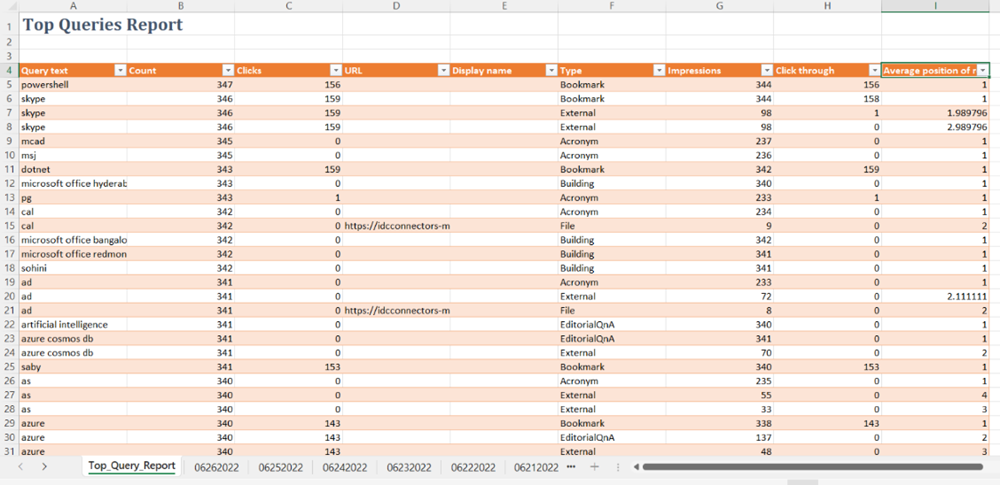 A B C D E F G H I
1 Top Queries Report
2
3
4 Query text Count Clicks URL Display name Type Impressions Click through Average position of r
5 powershell 347 156 Bookmark 344 156 1
6 skype 346 159 Bookmark 344 158 1
7 skype 346 159 External 98 1 1.989796
8 skype 346 159 External 98 0 2.989796
9 mcad 345 0 Acronym 237 0 1
10 msj 345 0 Acronym 236 0 1
11 dotnet 343 159 Bookmark 342 159 1
12 microsoft office hyderab 343 0 Building 340 0 1
13 pg 343 1 Acronym 233 1 1
14 cal 342 0 Acronym 234 0 1
15 cal 342 0 https://idcconnectors-m File 9 0 2
16 microsoft office bangalo 342 0 Building 342 0 1
17 microsoft office redmon 342 0 Building 341 0 1
18 sohini 342 0 Building 341 0 1
19 ad 341 0 Acronym 233 0 1
20 ad 341 0 External 72 0 2.111111
21 ad 341 0 https://idcconnectors-m File 8 0 2
22 artificial intelligence 341 0 EditorialQnA 340 0 1
23 azure cosmos db 341 0 EditorialQnA 341 0 1
24 azure cosmos db 341 0 External 70 0 2
25 saby 341 153 Bookmark 340 153 1
26 as 340 0 Acronym 235 0 1
27 as 340 0 External 55 0 4
28 as 340 0 External 33 0 3
29 azure 340 143 Bookmark 338 143 1
30 azure 340 143 EditorialQnA 137 0 2
31 azure 340 143 External 48 0 3
Top_Query_Report 06262022 06252022 06242022 06232022 06222022 06212022 ...